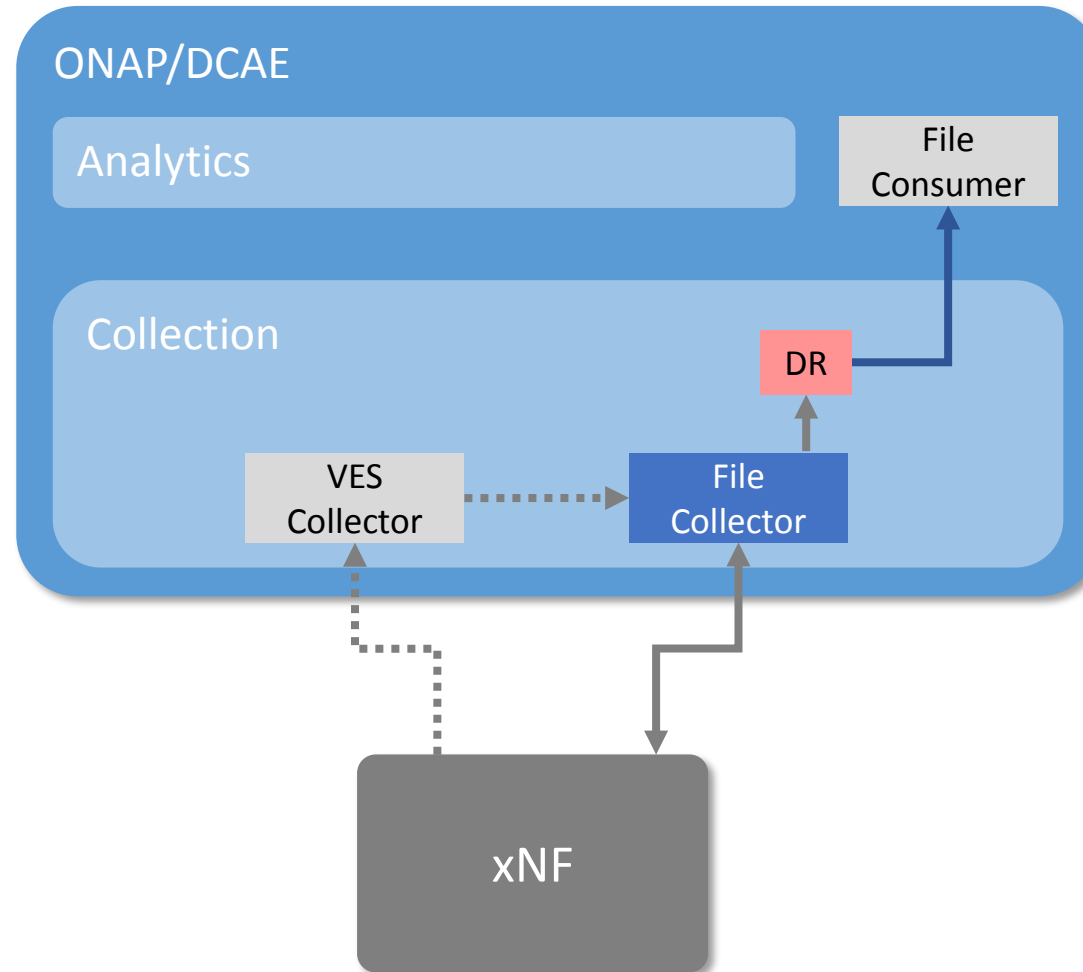 ONAP/DCAE
Analytics
File
Consumer
Collection
DR
VES
Collector
File
Collector
xNF